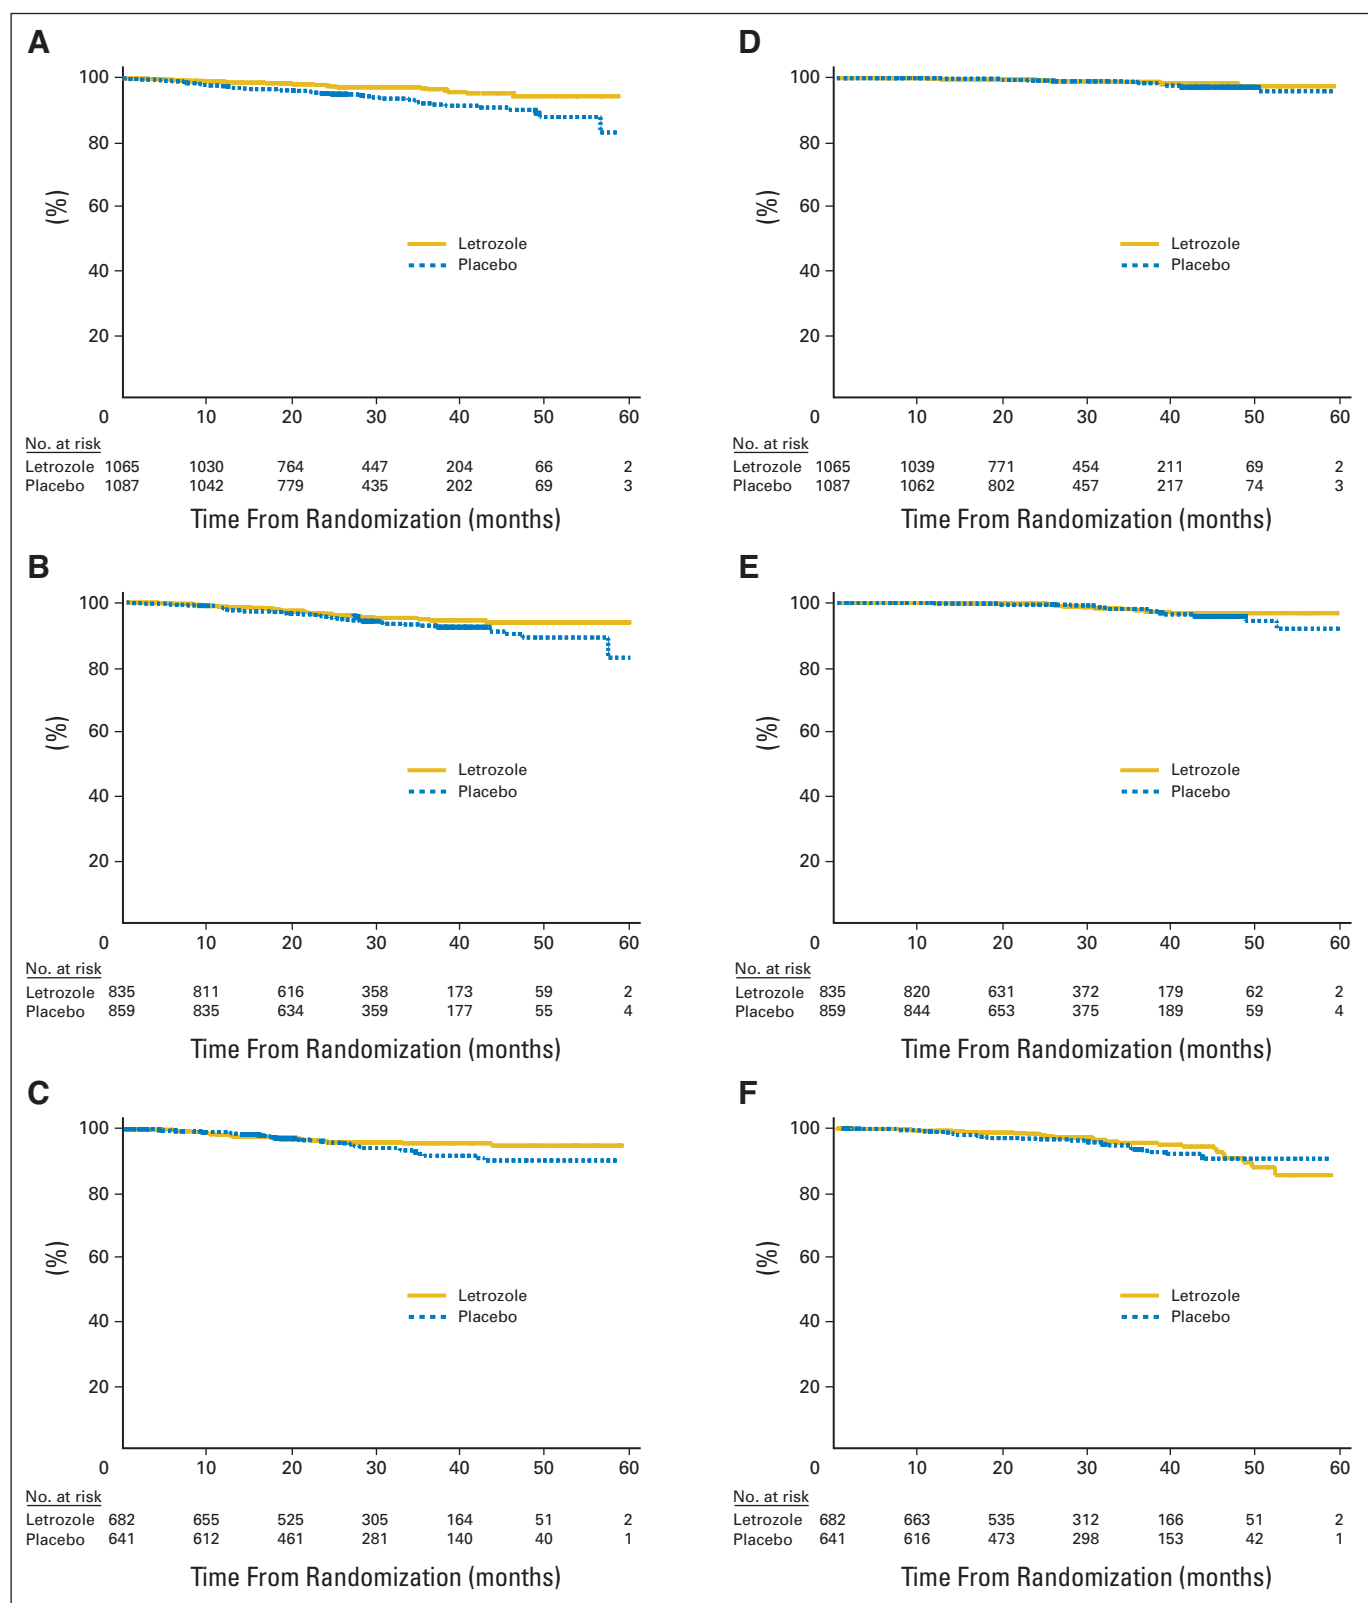 A
100
80
60
40
20
(%)
Letrozole
Placebo
0 10 20 30 40 50 60
No. at risk
Letrozole 1065 1030 764 447 204 66 2
Placebo 1087 1042 779 435 202 69 3
Time From Randomization (months)
D
100
80
60
40
20
(%)
Letrozole
Placebo
0 10 20 30 40 50 60
No. at risk
Letrozole 1065 1039 771 454 211 69 2
Placebo 1087 1062 802 457 217 74 3
Time From Randomization (months)
B
100
80
60
40
20
(%)
Letrozole
Placebo
0 10 20 30 40 50 60
No. at risk
Letrozole 835 811 616 358 173 59 2
Placebo 859 835 634 359 177 55 4
Time From Randomization (months)
E
100
80
60
40
20
(%)
Letrozole
Placebo
0 10 20 30 40 50 60
No. at risk
Letrozole 835 820 631 372 179 62 2
Placebo 859 844 653 375 189 59 4
Time From Randomization (months)
C
100
80
60
40
20
(%)
Letrozole
Placebo
0 10 20 30 40 50 60
No. at risk
Letrozole 682 655 525 305 164 51 2
Placebo 641 612 461 281 140 40 1
Time From Randomization (months)
F
100
80
60
40
20
(%)
Letrozole
Placebo
0 10 20 30 40 50 60
No. at risk
Letrozole 682 663 535 312 166 51 2
Placebo 641 616 473 298 153 42 1
Time From Randomization (months)